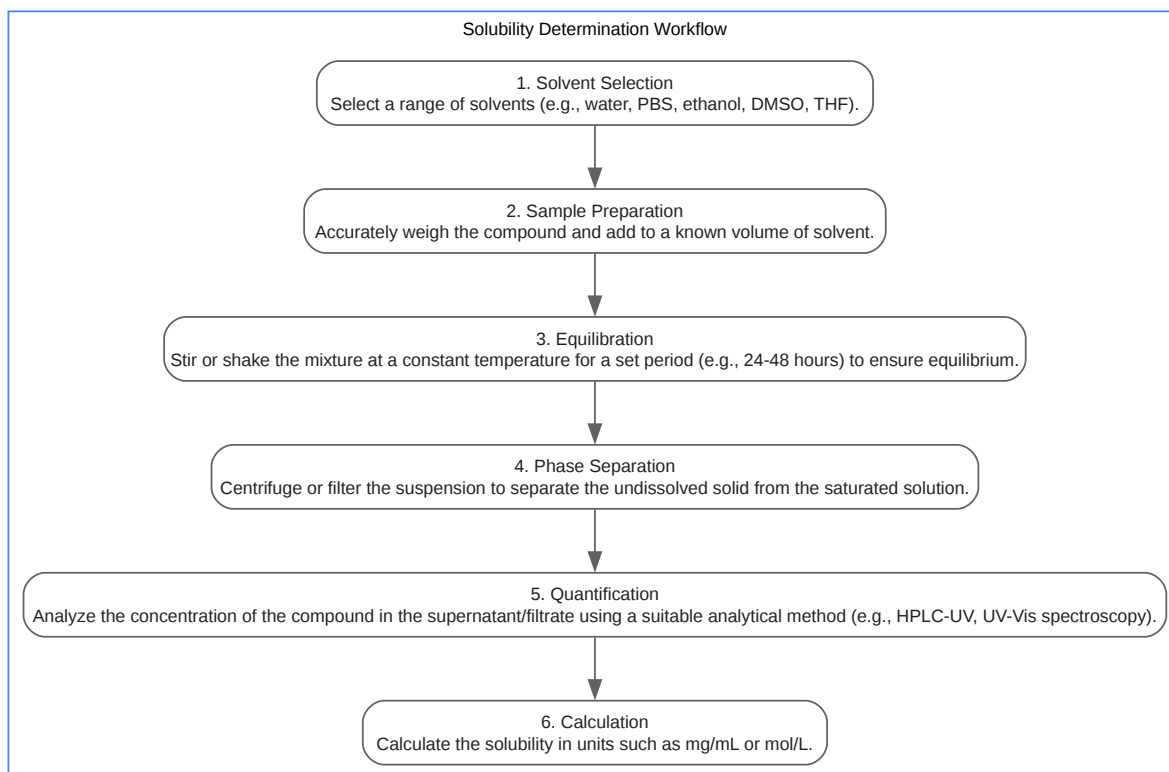 Solubility Determination Workflow
1. Solvent Selection
Select a range of solvents (e.g., water, PBS, ethanol, DMSO, THF).
2. Sample Preparation
Accurately weigh the compound and add to a known volume of solvent.
3. Equilibration
Stir or shake the mixture at a constant temperature for a set period (e.g., 24-48 hours) to ensure equilibrium.
4. Phase Separation
Centrifuge or filter the suspension to separate the undissolved solid from the saturated solution.
5. Quantification
Analyze the concentration of the compound in the supernatant/filtrate using a suitable analytical method (e.g., HPLC-UV, UV-Vis spectroscopy).
6. Calculation
Calculate the solubility in units such as mg/mL or mol/L.